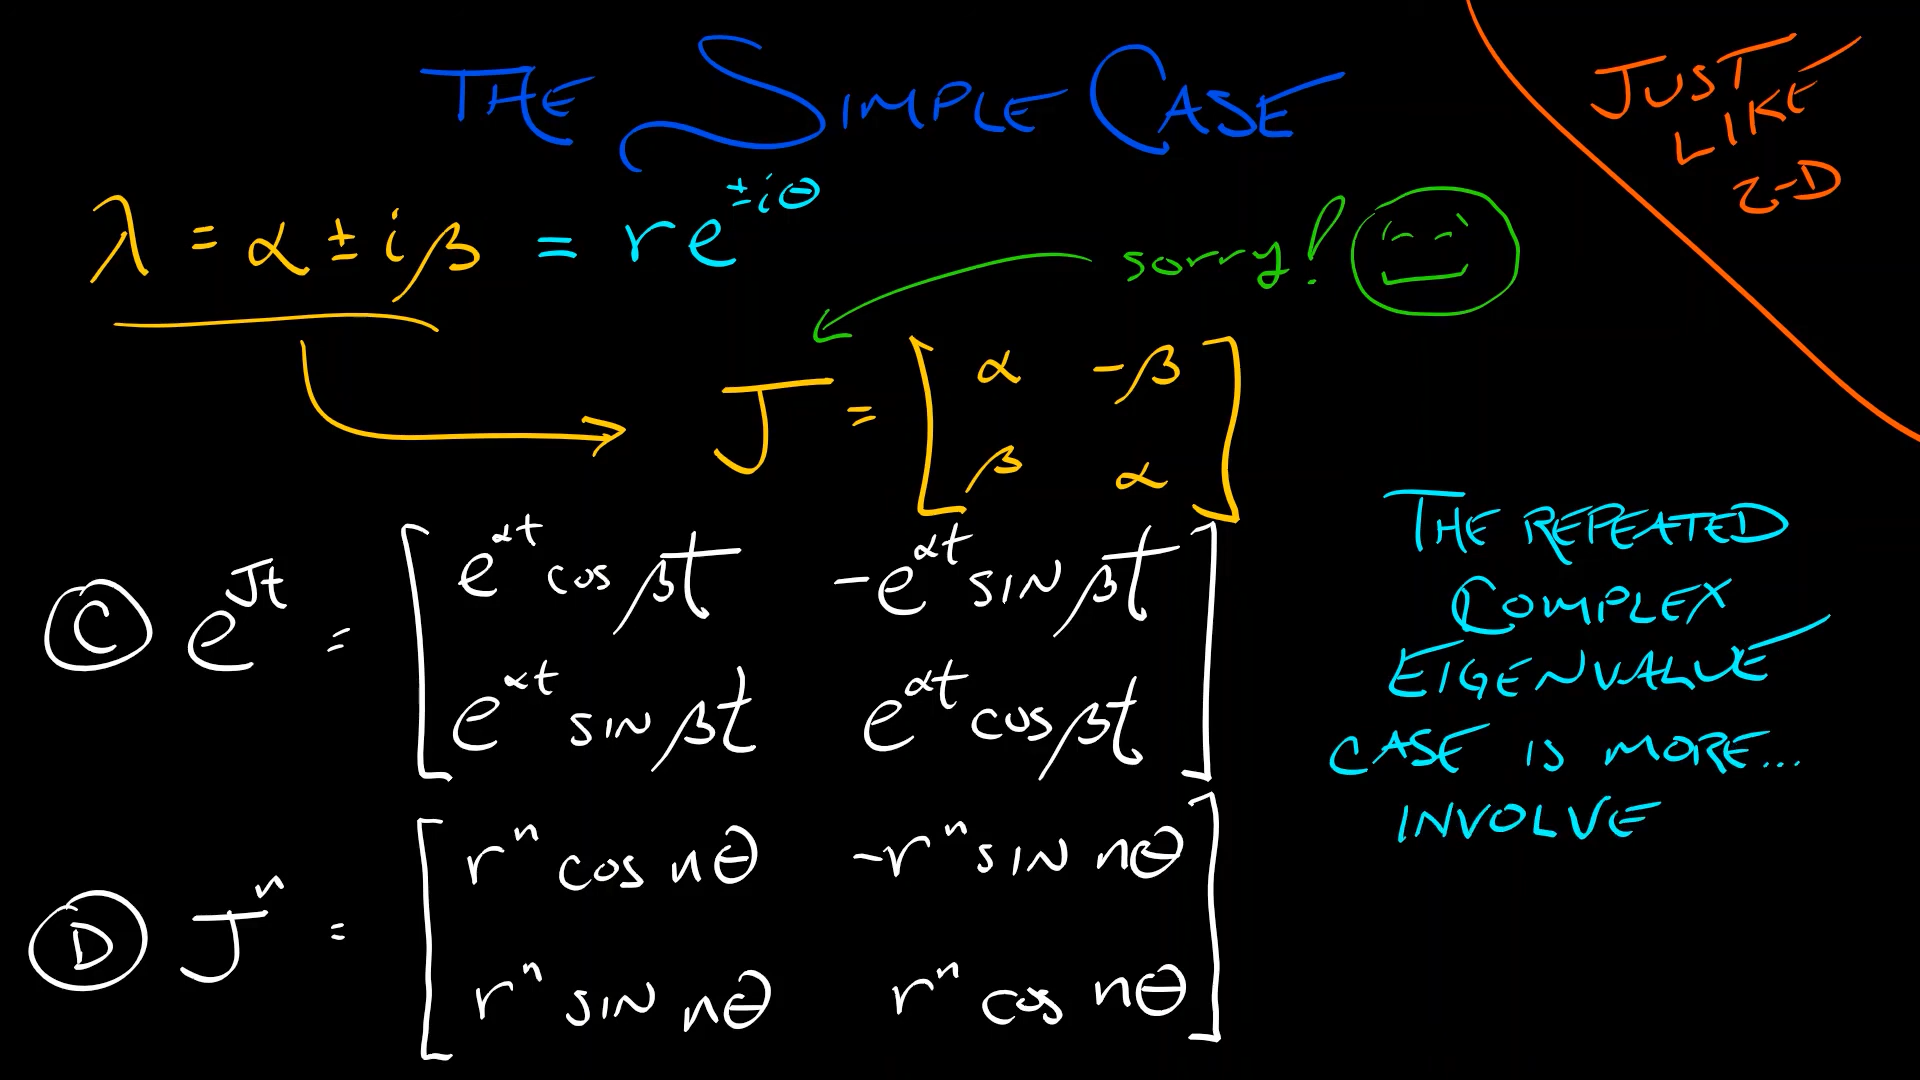 THE SIMPLE CASE
JUST
LIKE
2-D
λ = α ± iβ = re^{±iθ}
sorry!
J = [ α -β
β α ]
Ⓒ e^{Jt} = [ e^{αt} cos βt -e^{αt} sin βt
e^{αt} sin βt e^{αt} cos βt ]
Ⓓ J^n = [ r^n cos nθ -r^n sin nθ
r^n sin nθ r^n cos nθ ]
THE REPEATED
COMPLEX
EIGENVALUE
CASE IS MORE...
INVOLVE